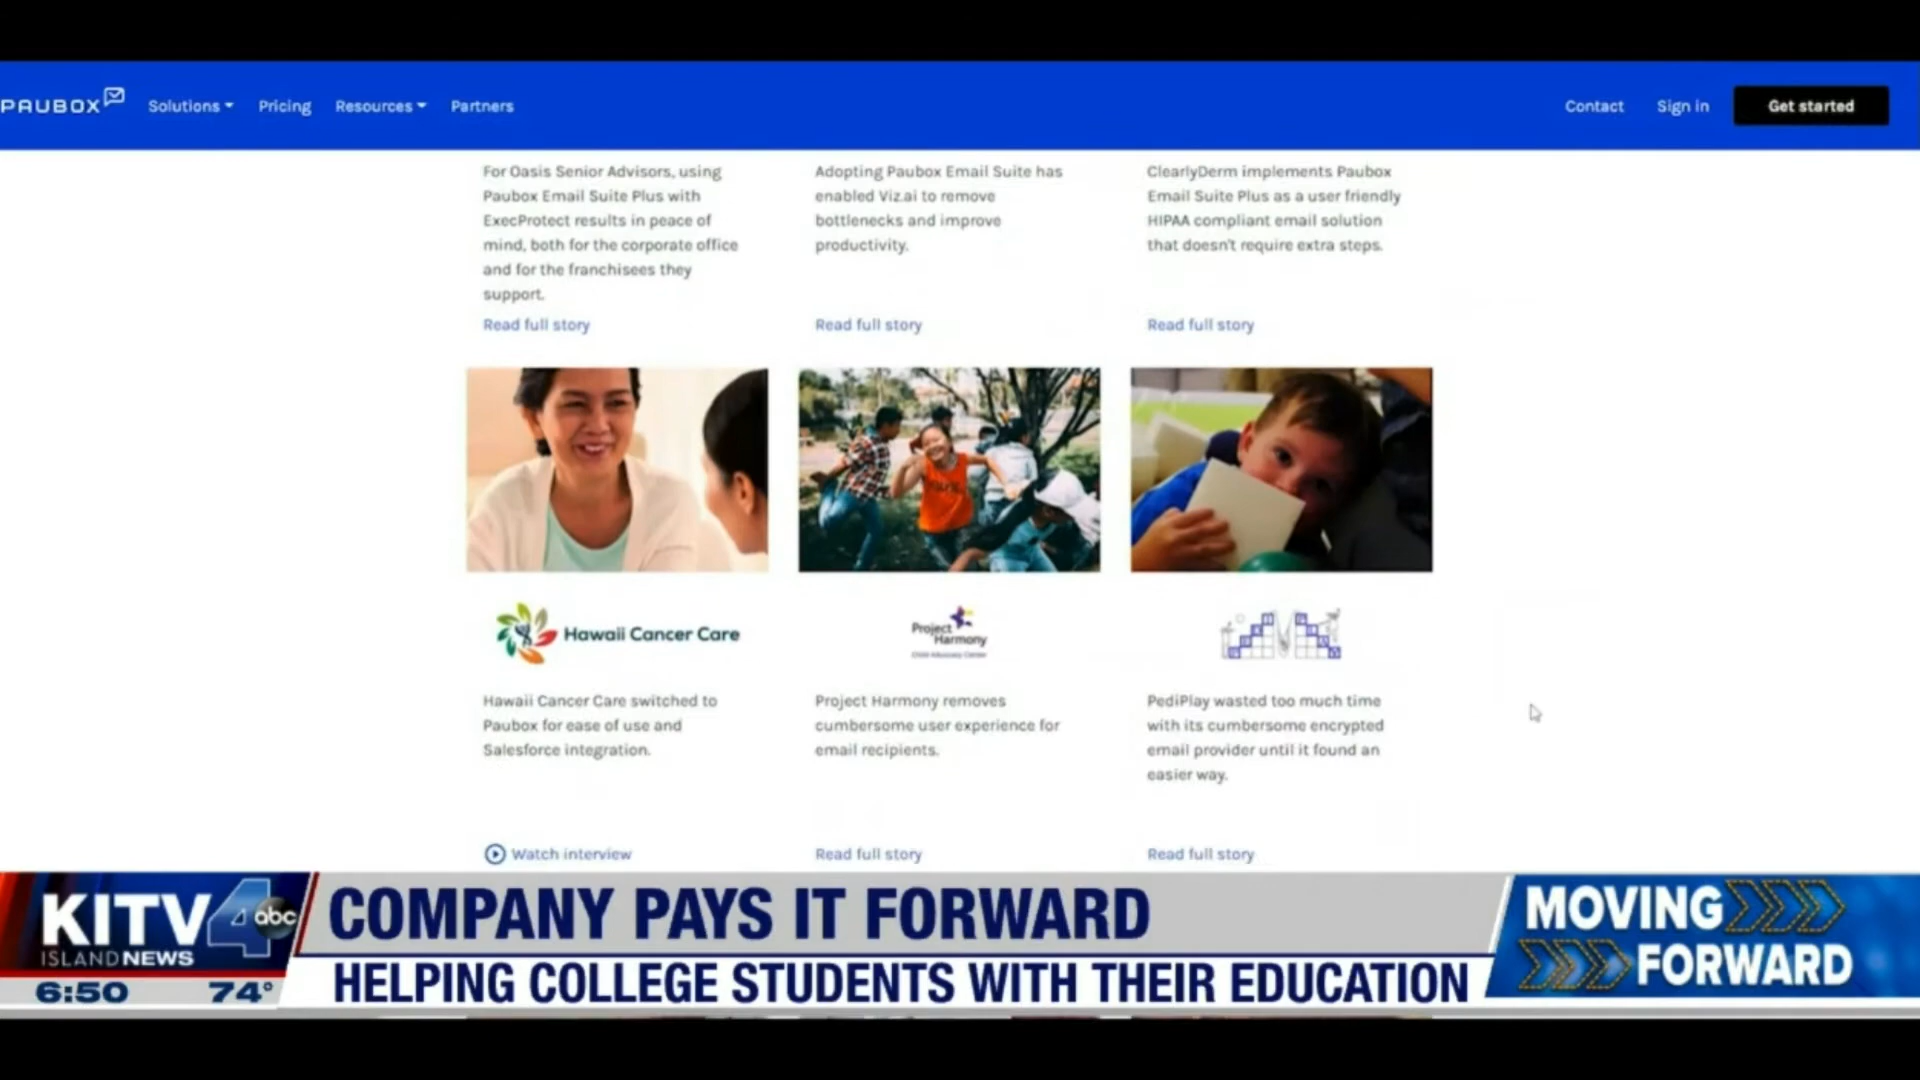 PAUBOX
Solutions
Pricing
Resources
Partners
Contact
Sign in
Get started
For Oasis Senior Advisors, using
Paubox Email Suite Plus with
ExecProtect results in peace of
mind, both for the corporate office
and for the franchisees they
support.
Read full story
Adopting Paubox Email Suite has
enabled Viz.ai to remove
bottlenecks and improve
productivity.
Read full story
ClearlyDerm implements Paubox
Email Suite Plus as a user friendly
HIPAA compliant email solution
that doesn't require extra steps.
Read full story
Hawaii Cancer Care
Hawaii Cancer Care switched to
Paubox for ease of use and
Salesforce integration.
Watch interview
Project
Harmony
Child Advocacy Center
Project Harmony removes
cumbersome user experience for
email recipients.
Read full story
PediPlay wasted too much time
with its cumbersome encrypted
email provider until it found an
easier way.
Read full story
KITV 4 abc
ISLAND NEWS
6:50 74°
COMPANY PAYS IT FORWARD
HELPING COLLEGE STUDENTS WITH THEIR EDUCATION
MOVING
FORWARD